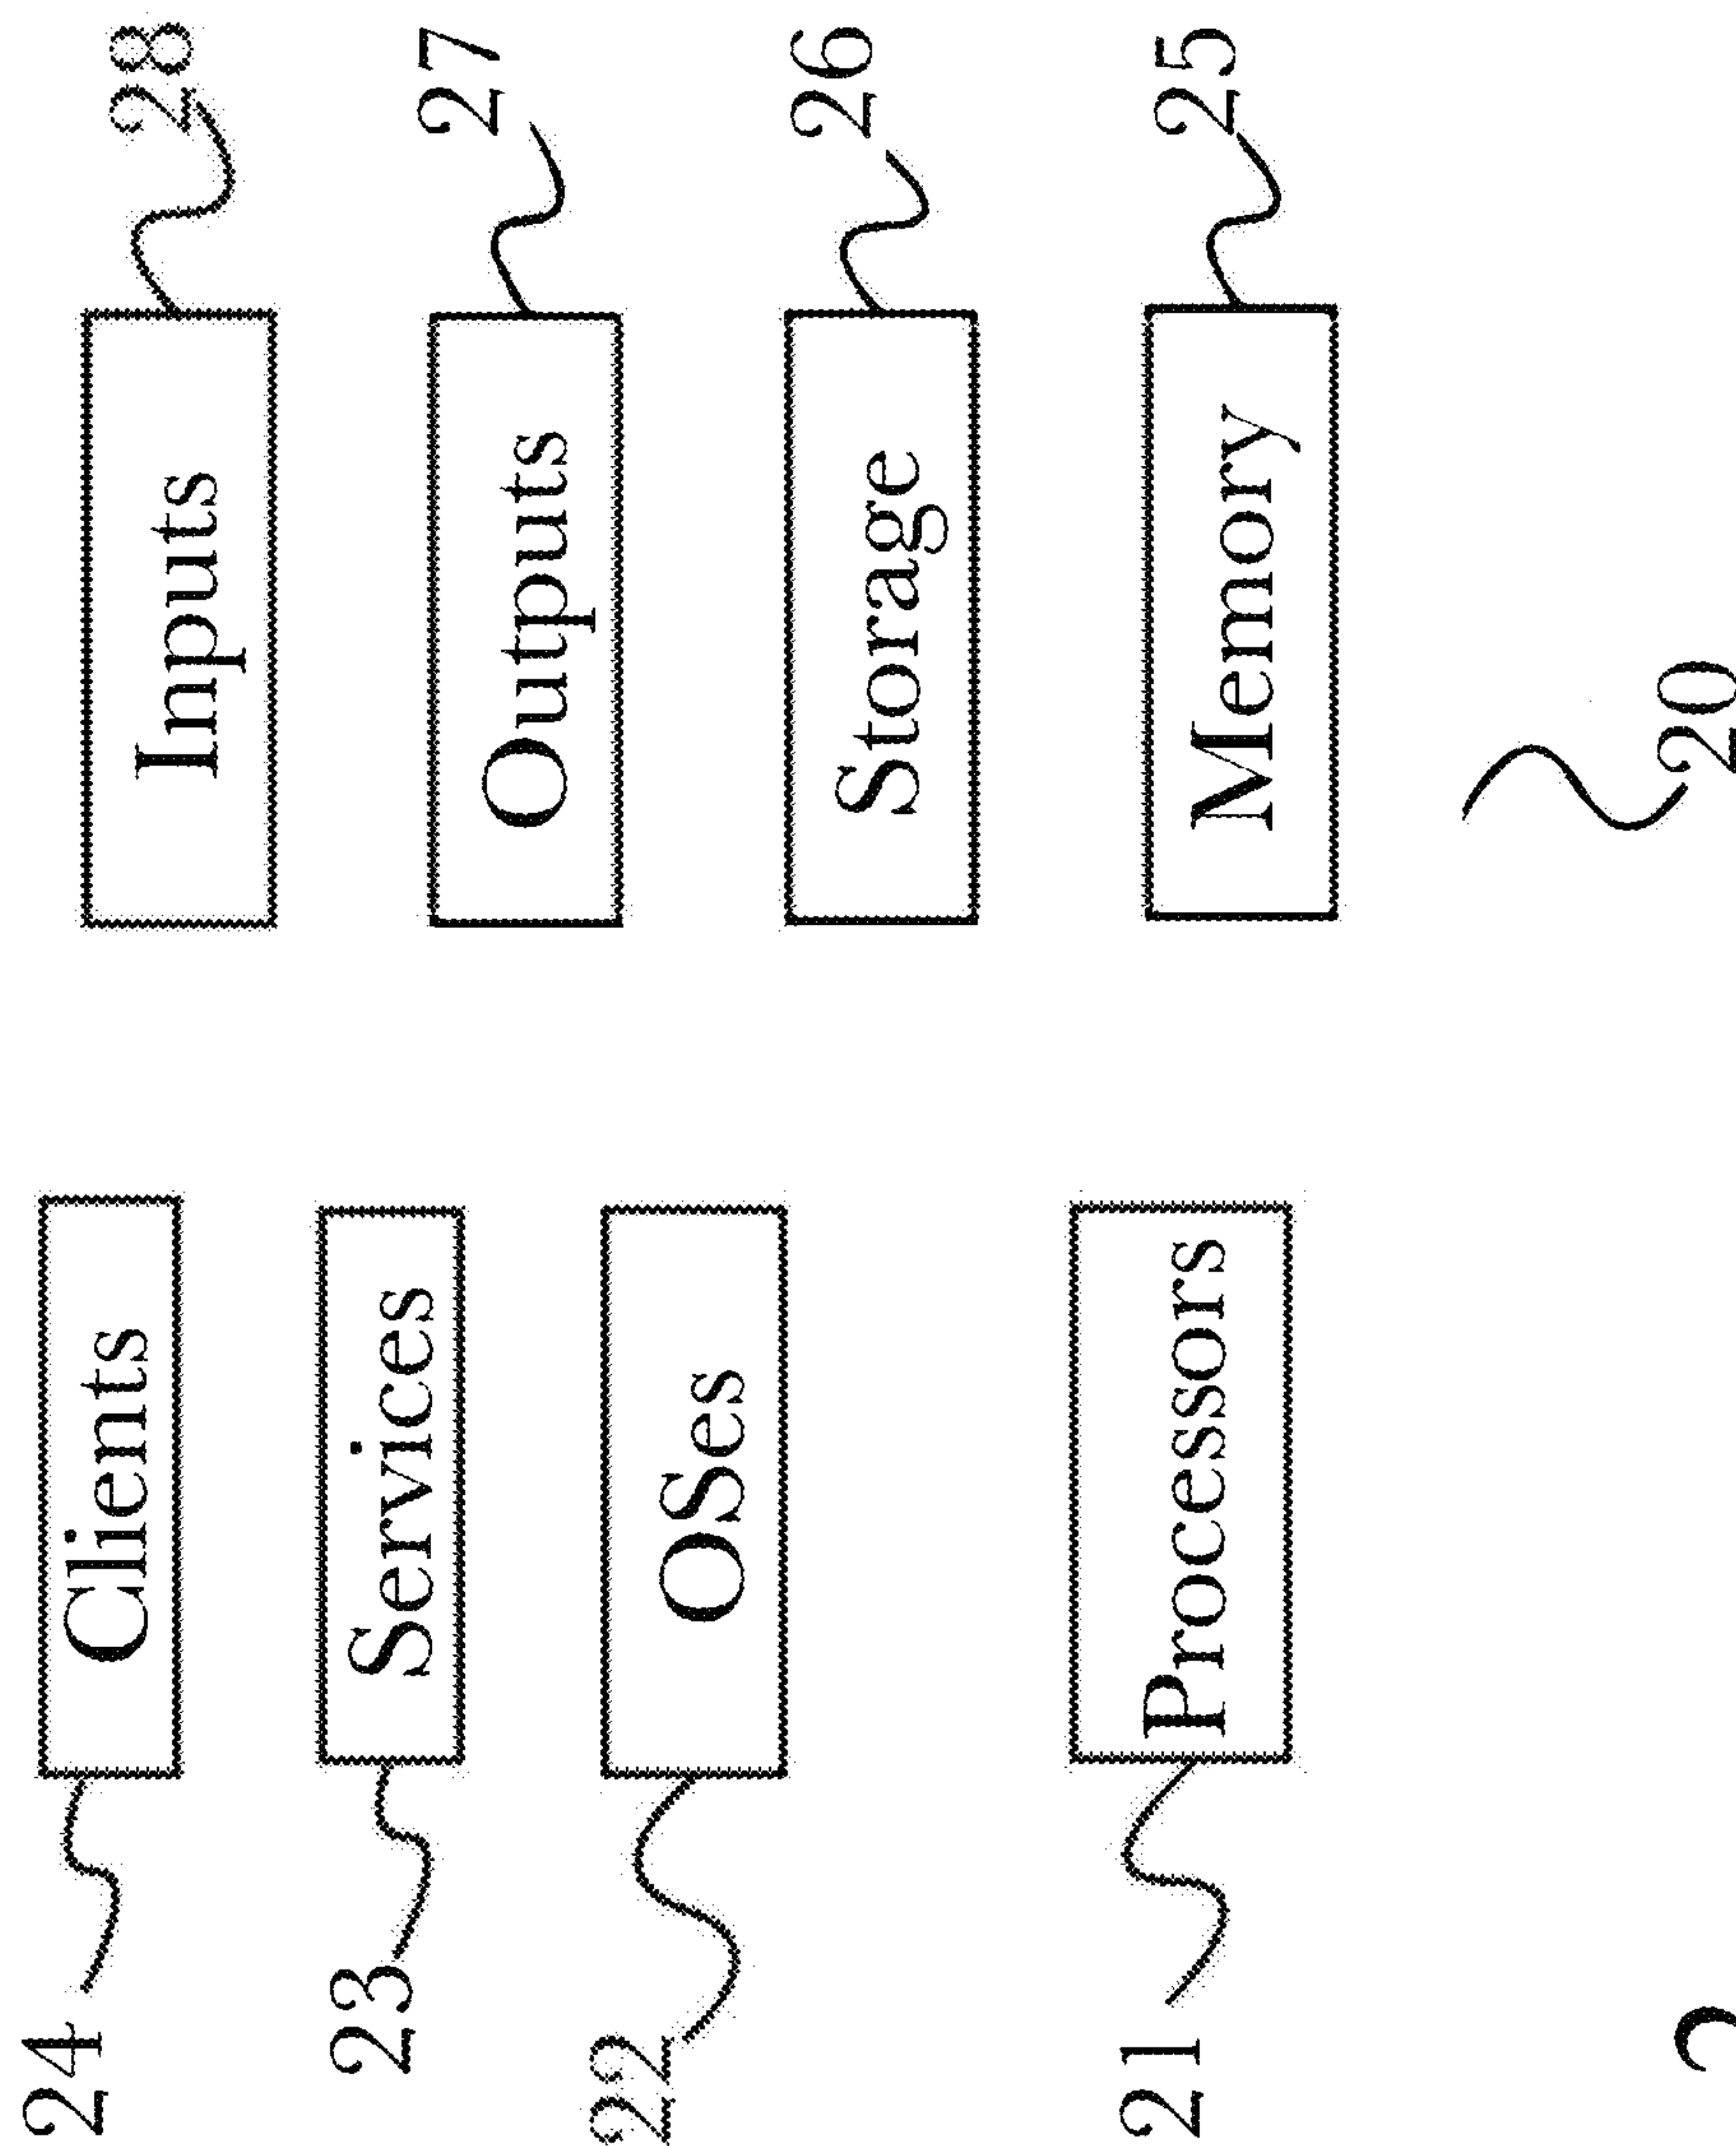 24 Clients Inputs 28
23 Services Outputs 27
22 OSes Storage 26
21 Processors Memory 25
20